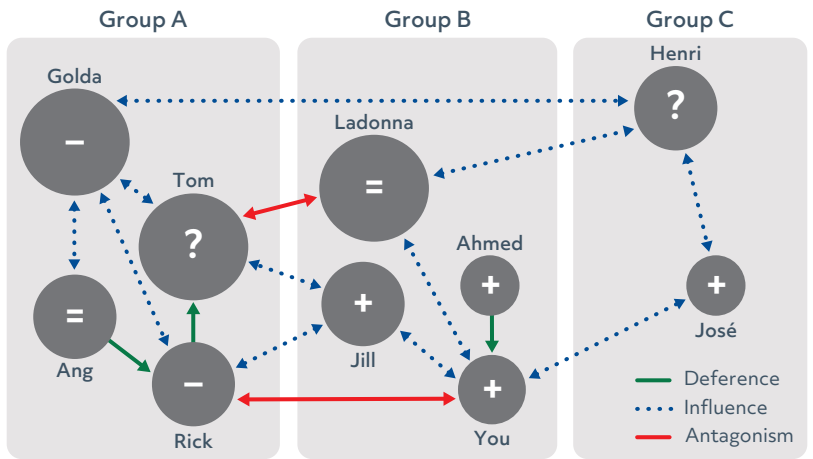 Group A
Group B
Group C
Henri
?
Golda
−
Ladonna
=
Tom
?
Ahmed
+
Ang
=
+
Jill
José
+
Rick
−
You
+
Deference
Influence
Antagonism